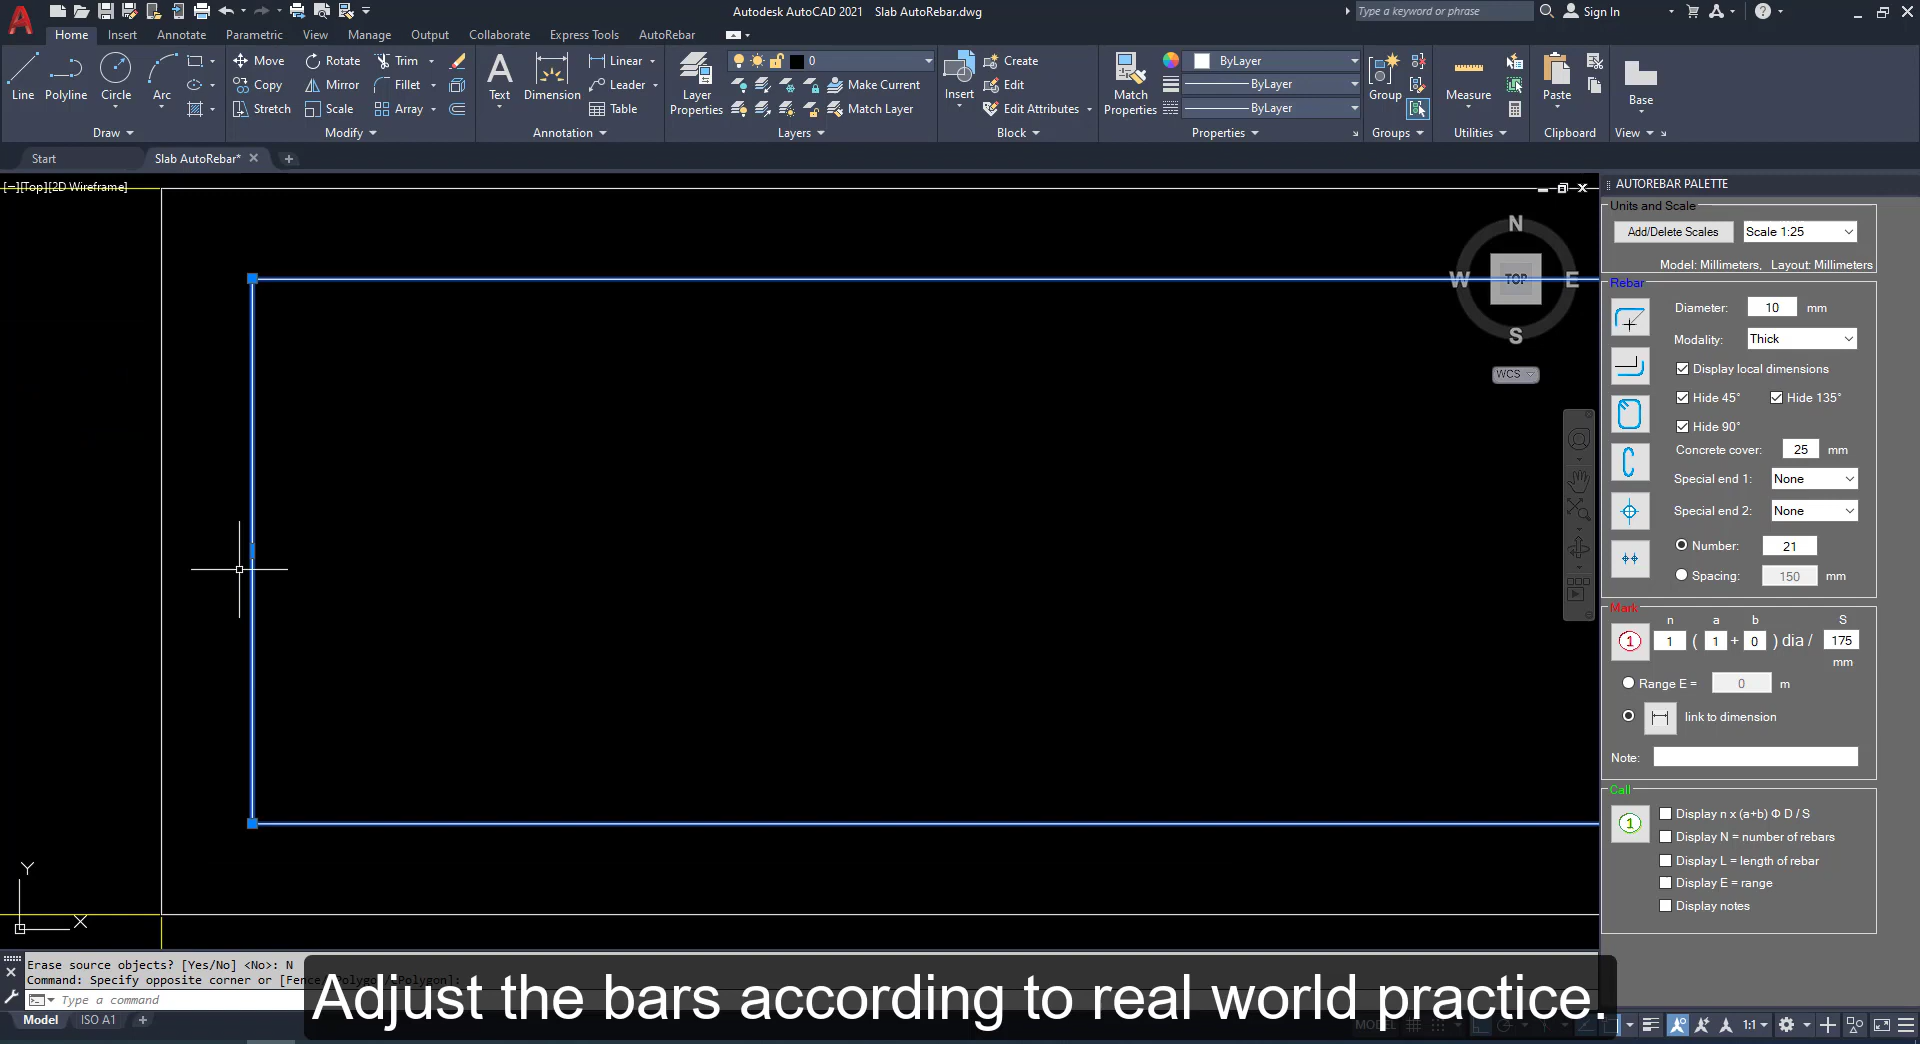 Autodesk AutoCAD 2021 Slab AutoRebar.dwg
Type a keyword or phrase
Sign In
Home Insert Annotate Parametric View Manage Output Collaborate Express Tools AutoRebar
Line Polyline Circle Arc
Draw
Move Rotate Trim
Copy Mirror Fillet
Stretch Scale Array
Modify
Text Dimension
Linear
Leader
Table
Annotation
Layer Properties
0
Make Current
Match Layer
Layers
Insert
Create
Edit
Edit Attributes
Block
Match Properties
ByLayer
ByLayer
ByLayer
Properties
Group
Groups
Measure
Utilities
Paste
Clipboard
Base
View
Start
Slab AutoRebar*
[−][Top][2D Wireframe]
N
W TOP E
S
WCS
Y
X
AUTOREBAR PALETTE
Units and Scale
Add/Delete Scales Scale 1:25
Model: Millimeters, Layout: Millimeters
Rebar
Diameter: 10 mm
Modality: Thick
Display local dimensions
Hide 45° Hide 135°
Hide 90°
Concrete cover: 25 mm
Special end 1: None
Special end 2: None
Number: 21
Spacing: 150 mm
Mark
n a b S
1 1 ( 1 + 0 ) dia / 175
mm
Range E = 0 m
link to dimension
Note:
Call
1
Display n x (a+b) Φ D / S
Display N = number of rebars
Display L = length of rebar
Display E = range
Display notes
Erase source objects? [Yes/No] <No>: N
Command: Specify opposite corner or [Fence/WPolygon/CPolygon]:
Type a command
Adjust the bars according to real world practice.
Model ISO A1
MODEL
1:1